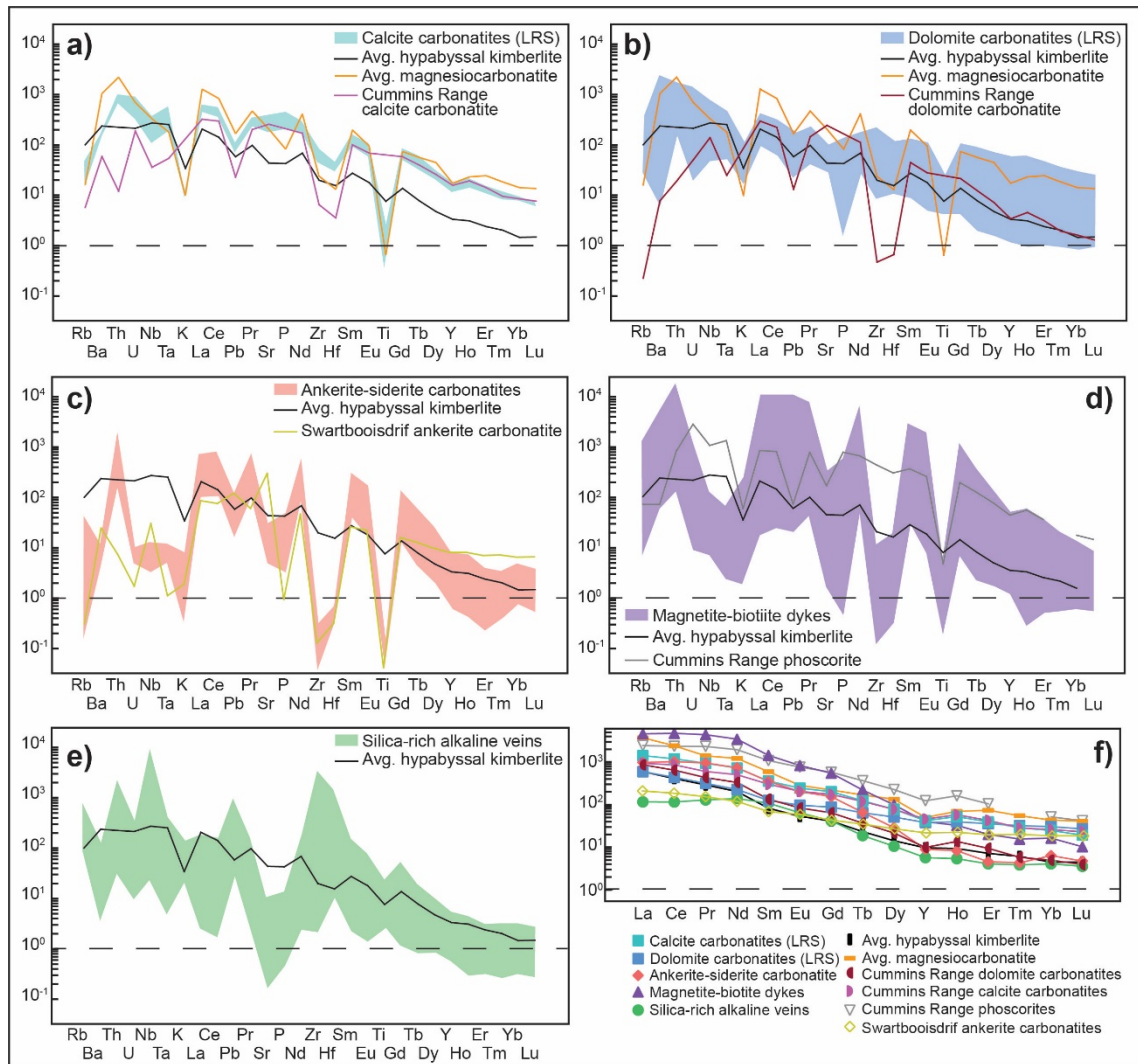 a)
Calcite carbonatites (LRS)
Avg. hypabyssal kimberlite
Avg. magnesiocarbonatite
Cummins Range
calcite carbonatite
10⁴
10³
10²
10¹
10⁰
10⁻¹
Rb Th Nb K Ce Pr P Zr Sm Ti Tb Y Er Yb
Ba U Ta La Pb Sr Nd Hf Eu Gd Dy Ho Tm Lu
b)
Dolomite carbonatites (LRS)
Avg. hypabyssal kimberlite
Avg. magnesiocarbonatite
Cummins Range
dolomite carbonatite
10⁴
10³
10²
10¹
10⁰
10⁻¹
Rb Th Nb K Ce Pr P Zr Sm Ti Tb Y Er Yb
Ba U Ta La Pb Sr Nd Hf Eu Gd Dy Ho Tm Lu
c)
Ankerite-siderite carbonatites
Avg. hypabyssal kimberlite
Swartbooisdrif ankerite carbonatite
10⁴
10³
10²
10¹
10⁰
10⁻¹
Rb Th Nb K Ce Pr P Zr Sm Ti Tb Y Er Yb
Ba U Ta La Pb Sr Nd Hf Eu Gd Dy Ho Tm Lu
d)
10⁴
10³
10²
10¹
10⁰
10⁻¹
Magnetite-biotiite dykes
Avg. hypabyssal kimberlite
Cummins Range phoscorite
Rb Th Nb K Ce Pr P Zr Sm Ti Tb Y Er Yb
Ba U Ta La Pb Sr Nd Hf Eu Gd Dy Ho Tm Lu
e)
Silica-rich alkaline veins
Avg. hypabyssal kimberlite
10⁴
10³
10²
10¹
10⁰
10⁻¹
Rb Th Nb K Ce Pr P Zr Sm Ti Tb Y Er Yb
Ba U Ta La Pb Sr Nd Hf Eu Gd Dy Ho Tm Lu
f)
10³
10²
10¹
10⁰
La Ce Pr Nd Sm Eu Gd Tb Dy Y Ho Er Tm Yb Lu
Calcite carbonatites (LRS)
Dolomite carbonatites (LRS)
Ankerite-siderite carbonatite
Magnetite-biotite dykes
Silica-rich alkaline veins
Avg. hypabyssal kimberlite
Avg. magnesiocarbonatite
Cummins Range dolomite carbonatites
Cummins Range calcite carbonatites
Cummins Range phoscorites
Swartbooisdrif ankerite carbonatites